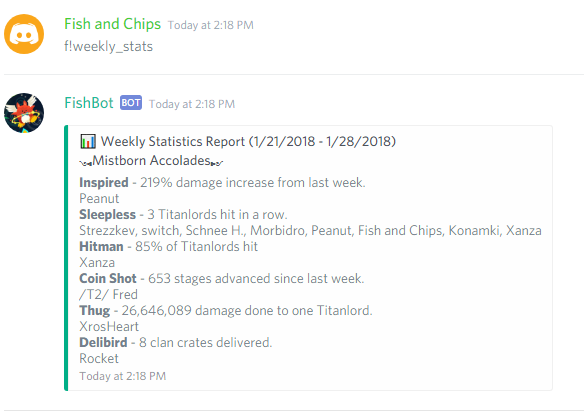 Fish and Chips Today at 2:18 PM
f!weekly_stats
FishBot BOT Today at 2:18 PM
📊 Weekly Statistics Report (1/21/2018 - 1/28/2018)
Mistborn Accolades
Inspired - 219% damage increase from last week.
Peanut
Sleepless - 3 Titanlords hit in a row.
Strezzkev, switch, Schnee H., Morbidro, Peanut, Fish and Chips, Konamki, Xanza
Hitman - 85% of Titanlords hit
Xanza
Coin Shot - 653 stages advanced since last week.
/T2/ Fred
Thug - 26,646,089 damage done to one Titanlord.
XrosHeart
Delibird - 8 clan crates delivered.
Rocket
Today at 2:18 PM